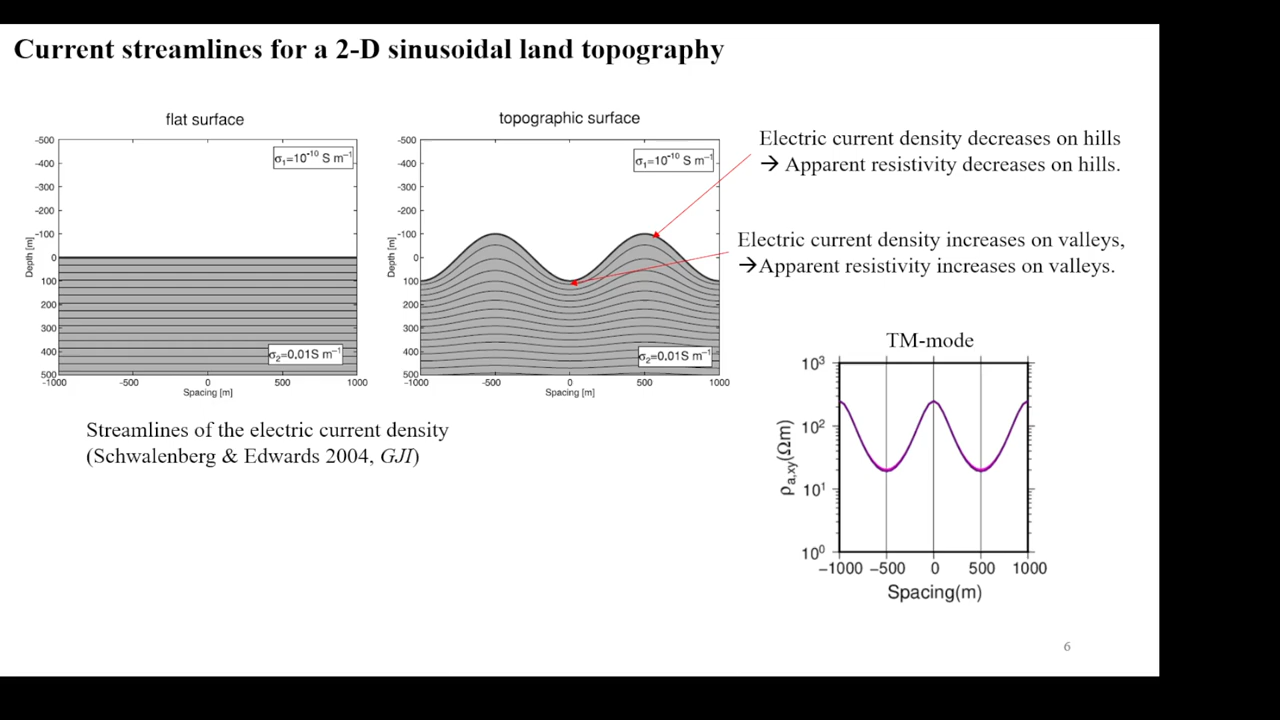 Current streamlines for a 2-D sinusoidal land topography
flat surface
-500
-400
-300
-200
-100
0
100
200
300
400
500
Depth [m]
σ₁=10⁻¹⁰ S m⁻¹
σ₂=0.01S m⁻¹
-1000 -500 0 500 1000
Spacing [m]
topographic surface
-500
-400
-300
-200
-100
0
100
200
300
400
500
Depth [m]
σ₁=10⁻¹⁰ S m⁻¹
σ₂=0.01S m⁻¹
-1000 -500 0 500 1000
Spacing [m]
Electric current density decreases on hills
→ Apparent resistivity decreases on hills.
Electric current density increases on valleys,
→Apparent resistivity increases on valleys.
Streamlines of the electric current density
(Schwalenberg & Edwards 2004, GJI)
TM-mode
10³
10²
10¹
10⁰
ρa,xy(Ωm)
−1000 −500 0 500 1000
Spacing(m)
6